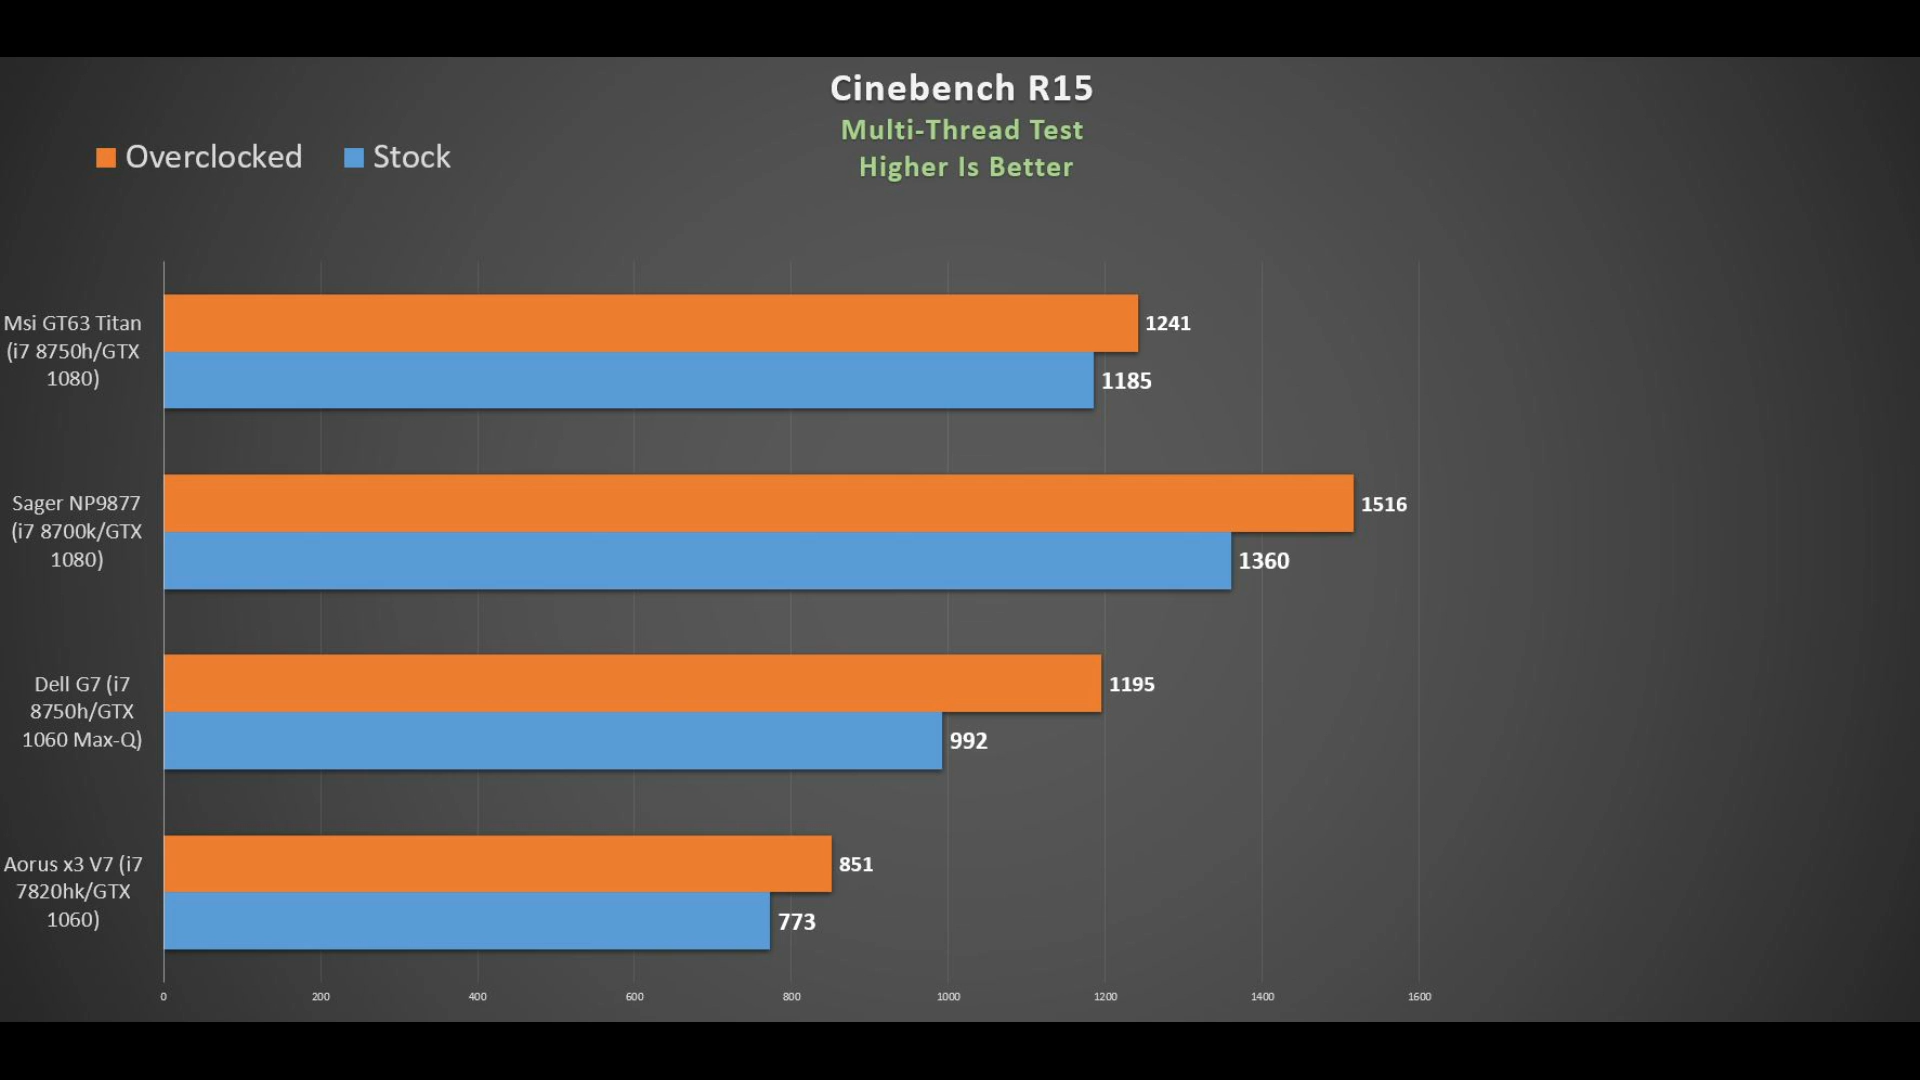 Cinebench R15
Multi-Thread Test
Higher Is Better
Overclocked
Stock
Msi GT63 Titan
(i7 8750h/GTX
1080)
1241
1185
Sager NP9877
(i7 8700k/GTX
1080)
1516
1360
Dell G7 (i7
8750h/GTX
1060 Max-Q)
1195
992
Aorus x3 V7 (i7
7820hk/GTX
1060)
851
773
0 200 400 600 800 1000 1200 1400 1600